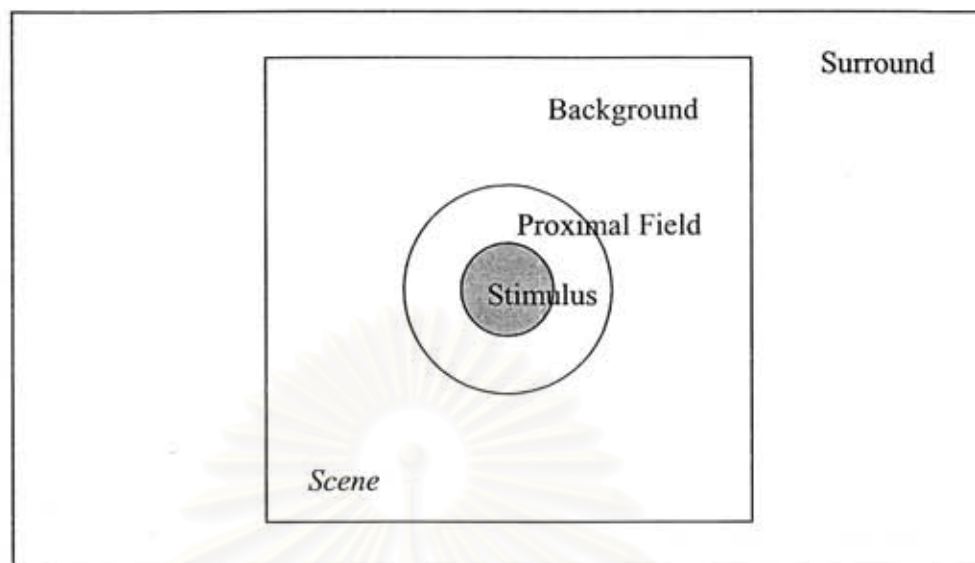 Surround
Background
Proximal Field
Stimulus
Scene